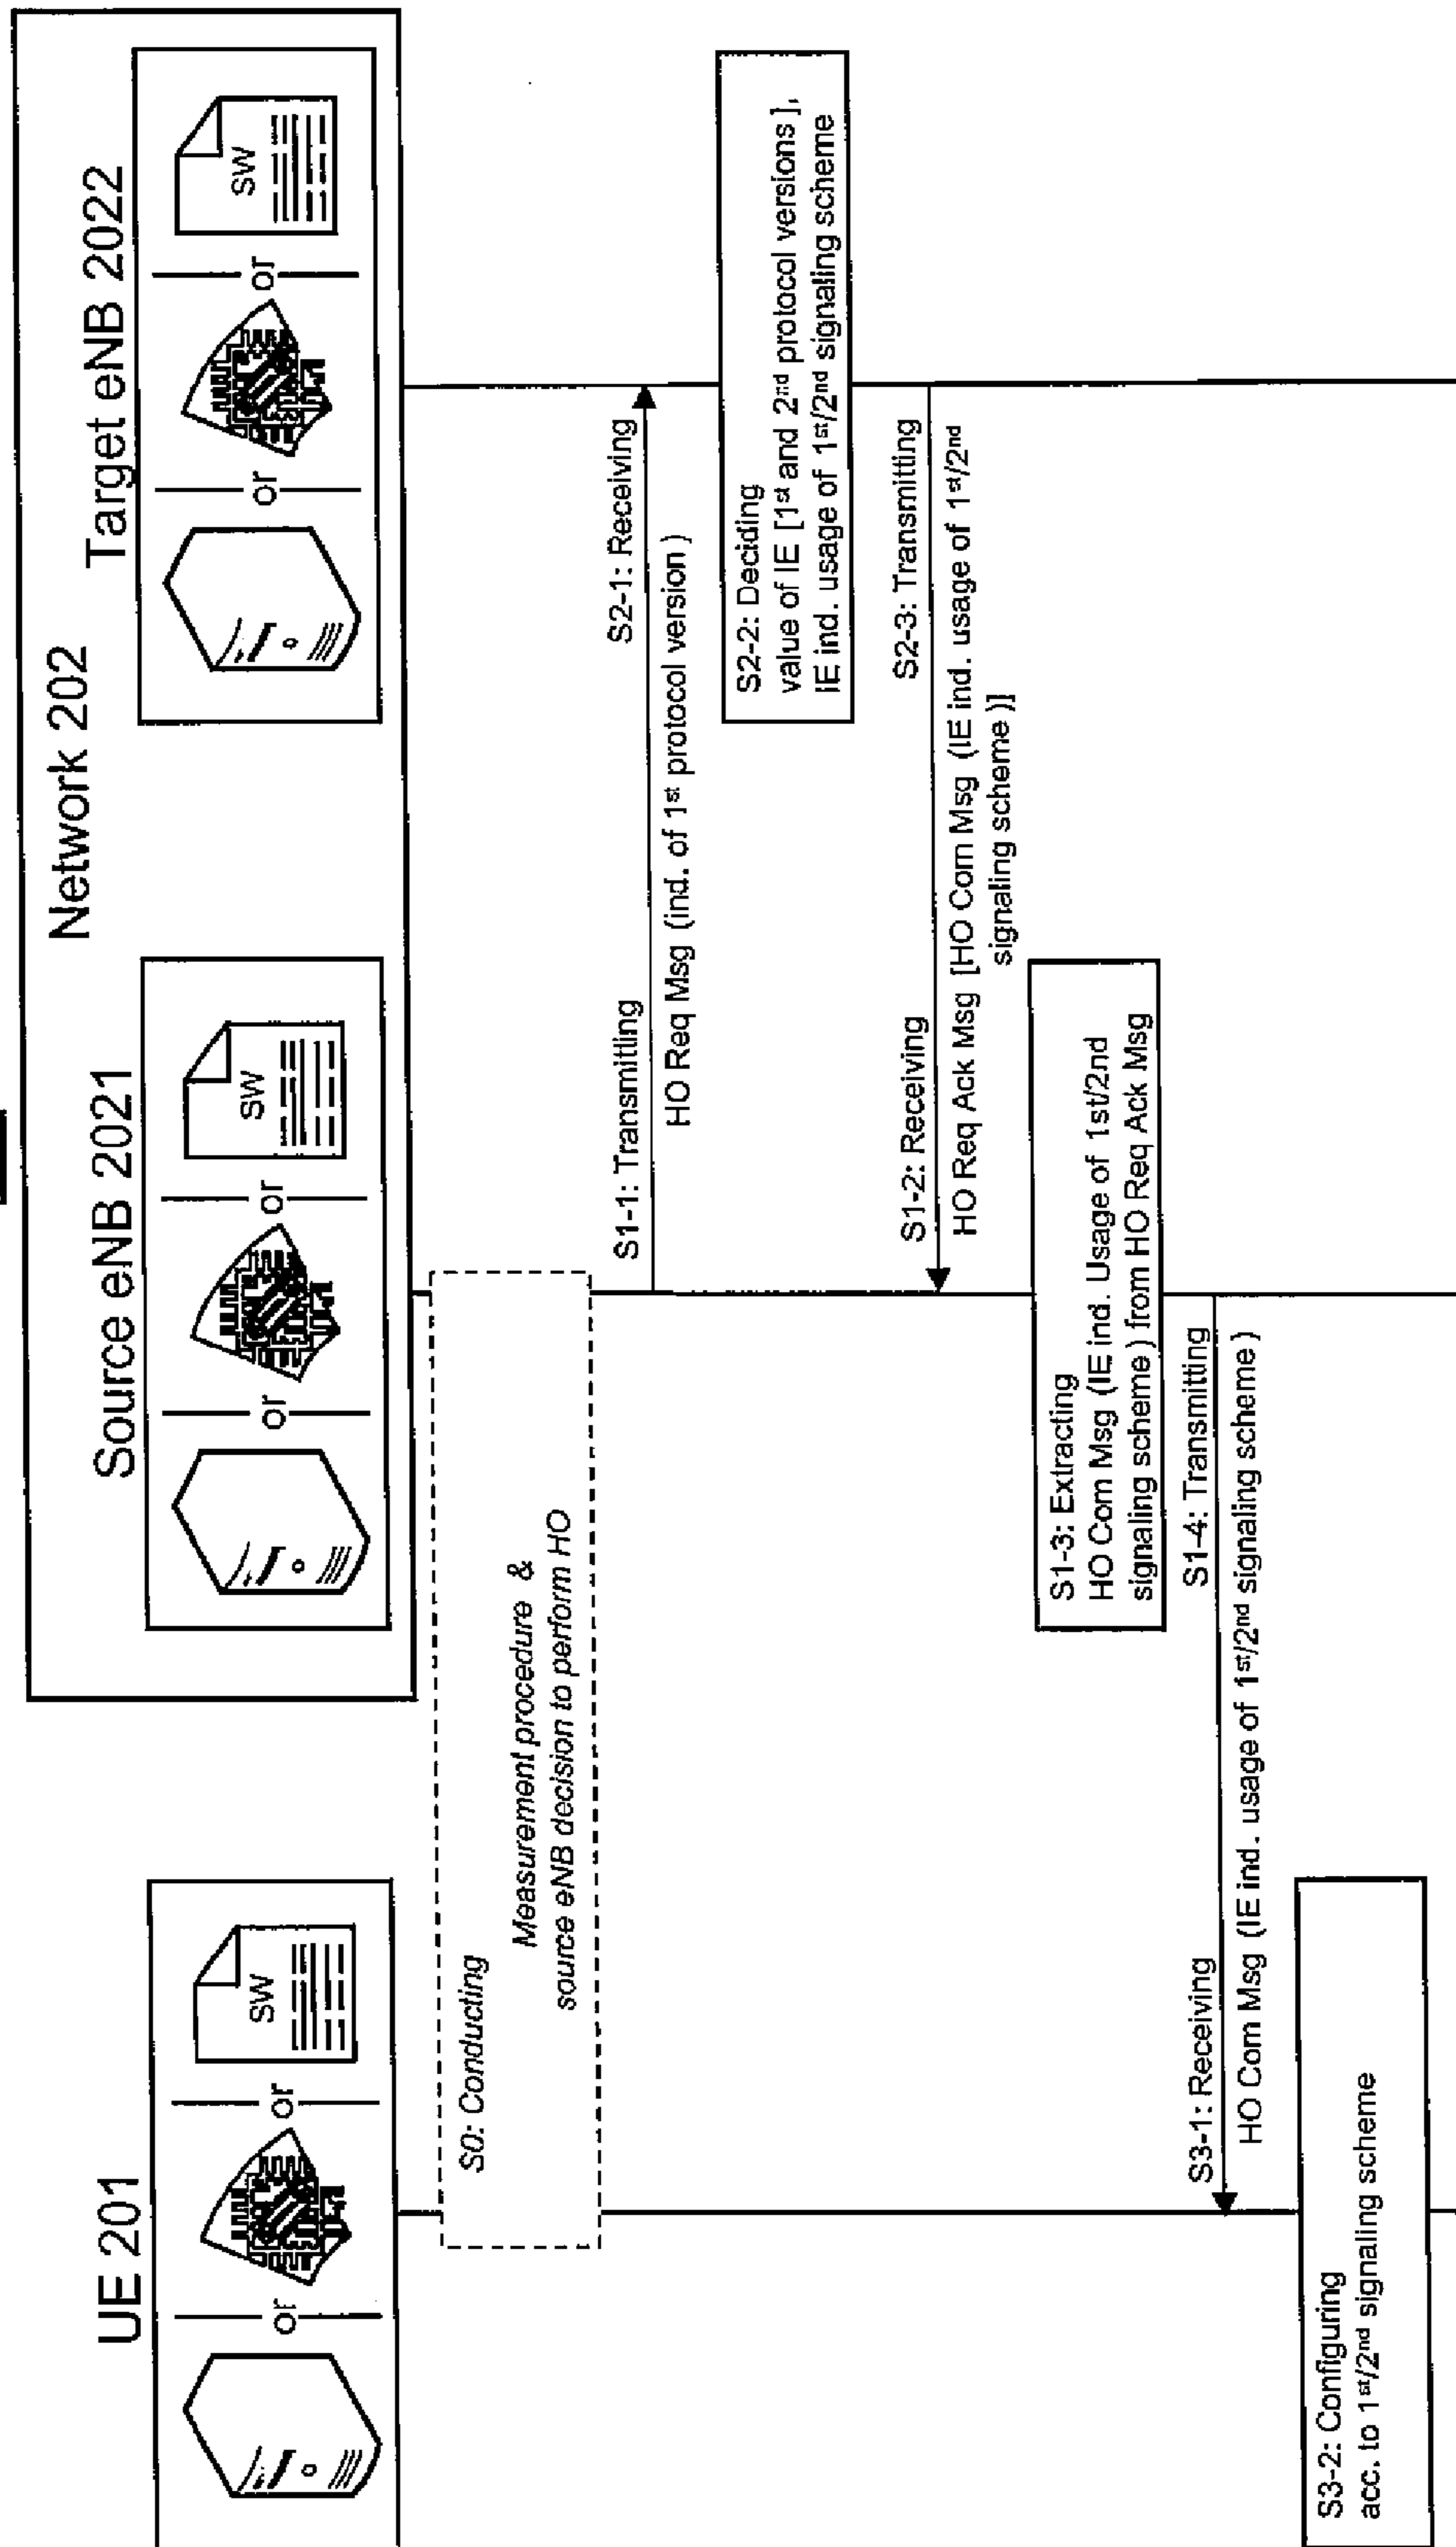 Network 202
UE 201
Source eNB 2021
Target eNB 2022
or
or
SW
or
or
SW
or
or
SW
S0: Conducting
Measurement procedure &
source eNB decision to perform HO
S1-1: Transmitting
S2-1: Receiving
HO Req Msg (ind. of 1st protocol version)
S2-2: Deciding
value of IE [1st and 2nd protocol versions],
IE ind. usage of 1st/2nd signaling scheme
S1-2: Receiving
S2-3: Transmitting
HO Req Ack Msg [HO Com Msg (IE ind. usage of 1st/2nd
signaling scheme)]
S1-3: Extracting
HO Com Msg (IE ind. Usage of 1st/2nd
signaling scheme) from HO Req Ack Msg
S3-1: Receiving
S1-4: Transmitting
HO Com Msg (IE ind. usage of 1st/2nd signaling scheme)
S3-2: Configuring
acc. to 1st/2nd signaling scheme